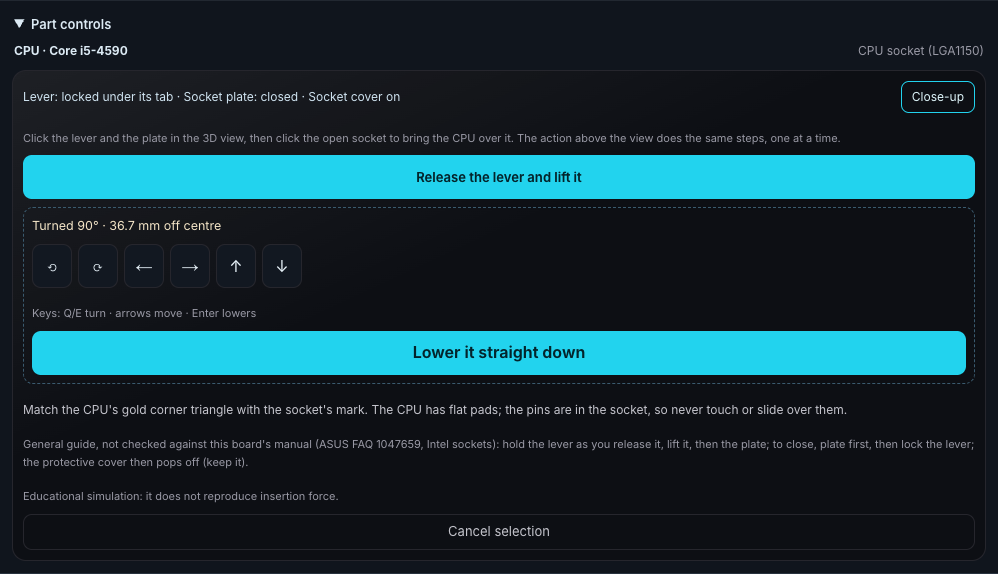 ▼ Part controls
CPU · Core i5-4590
CPU socket (LGA1150)
Lever: locked under its tab · Socket plate: closed · Socket cover on
Close-up
Click the lever and the plate in the 3D view, then click the open socket to bring the CPU over it. The action above the view does the same steps, one at a time.
Release the lever and lift it
Turned 90° · 36.7 mm off centre
⟲ ⟳ ← → ↑ ↓
Keys: Q/E turn · arrows move · Enter lowers
Lower it straight down
Match the CPU's gold corner triangle with the socket's mark. The CPU has flat pads; the pins are in the socket, so never touch or slide over them.
General guide, not checked against this board's manual (ASUS FAQ 1047659, Intel sockets): hold the lever as you release it, lift it, then the plate; to close, plate first, then lock the lever;
the protective cover then pops off (keep it).
Educational simulation: it does not reproduce insertion force.
Cancel selection